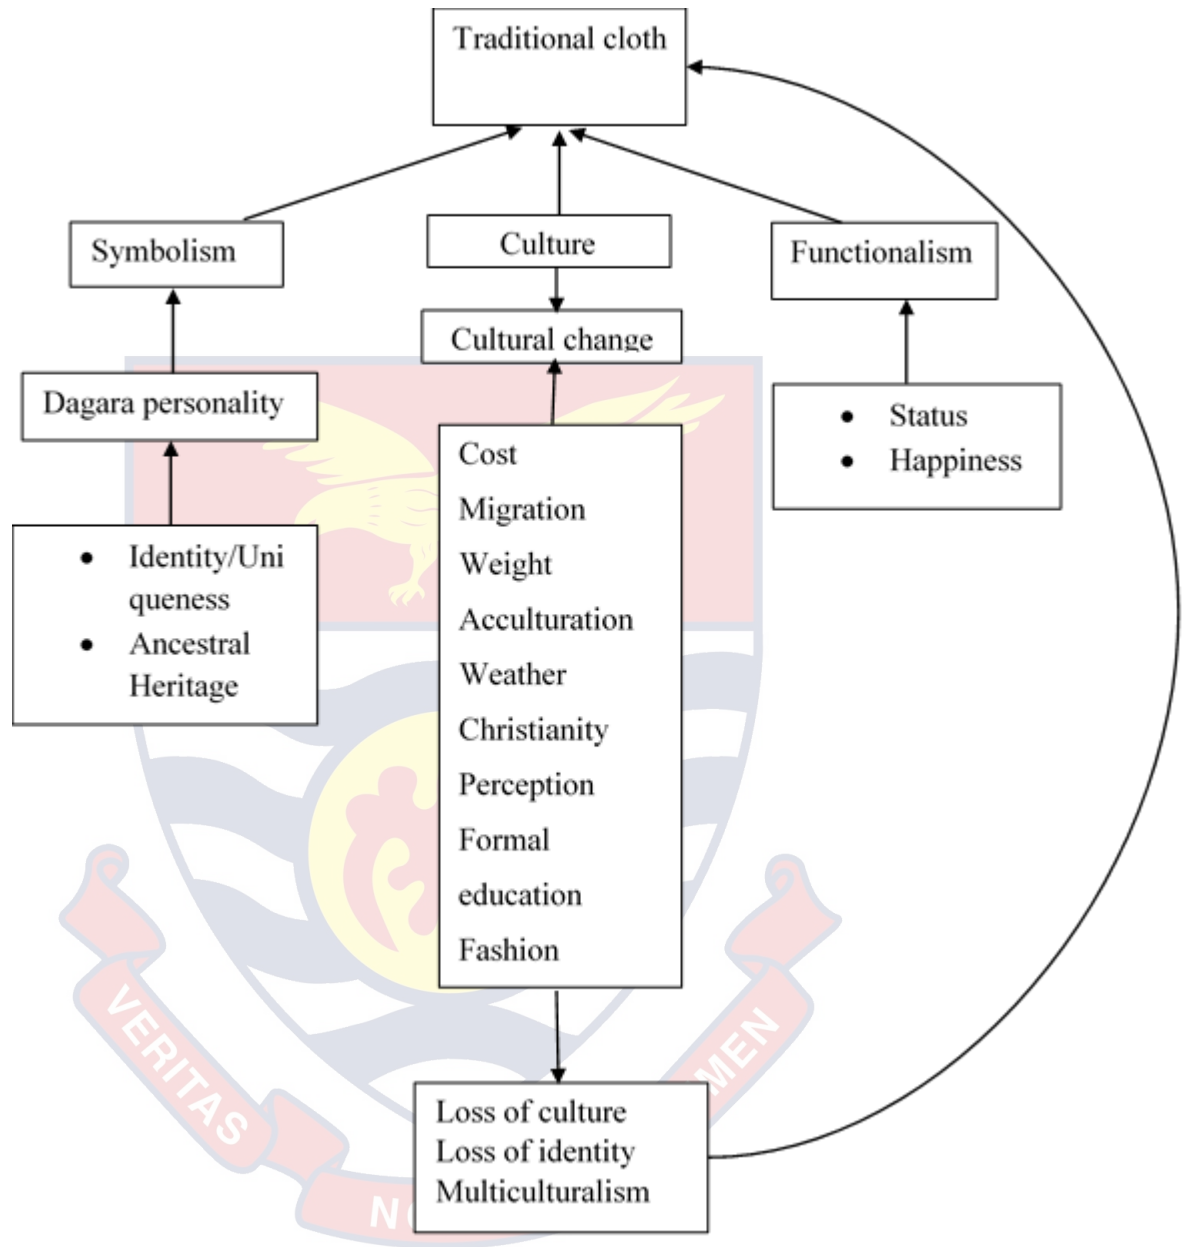 Traditional cloth
Symbolism
Culture
Functionalism
Cultural change
Dagara personality
• Status
• Happiness
• Identity/Uni
queness
• Ancestral
Heritage
Cost
Migration
Weight
Acculturation
Weather
Christianity
Perception
Formal
education
Fashion
Loss of culture
Loss of identity
Multiculturalism
VERITAS